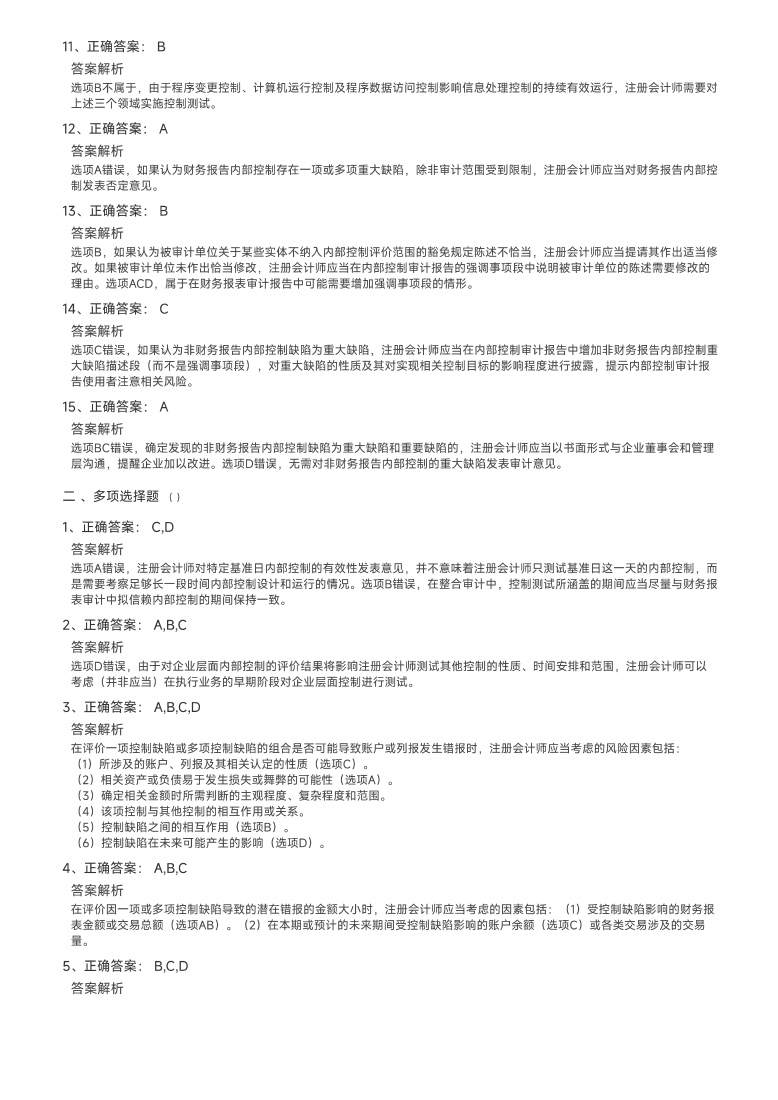 11、正确答案： B
答案解析
选项B不属于，由于程序变更控制、计算机运行控制及程序数据访问控制影响信息处理控制的持续有效运行，注册会计师需要对
上述三个领域实施控制测试。
12、正确答案： A
答案解析
选项A错误，如果认为财务报告内部控制存在一项或多项重大缺陷，除非审计范围受到限制，注册会计师应当对财务报告内部控
制发表否定意见。
13、正确答案： B
答案解析
选项B，如果认为被审计单位关于某些实体不纳入内部控制评价范围的豁免规定陈述不恰当，注册会计师应当提请其作出适当修
改。如果被审计单位未作出恰当修改，注册会计师应当在内部控制审计报告的强调事项段中说明被审计单位的陈述需要修改的
理由。选项ACD，属于在财务报表审计报告中可能需要增加强调事项段的情形。
14、正确答案： C
答案解析
选项C错误，如果认为非财务报告内部控制缺陷为重大缺陷，注册会计师应当在内部控制审计报告中增加非财务报告内部控制重
大缺陷描述段（而不是强调事项段），对重大缺陷的性质及其对实现相关控制目标的影响程度进行披露，提示内部控制审计报
告使用者注意相关风险。
15、正确答案： A
答案解析
选项BC错误，确定发现的非财务报告内部控制缺陷为重大缺陷和重要缺陷的，注册会计师应当以书面形式与企业董事会和管理
层沟通，提醒企业加以改进。选项D错误，无需对非财务报告内部控制的重大缺陷发表审计意见。
二 、多项选择题 （ ）
1、正确答案： C,D
答案解析
选项A错误，注册会计师对特定基准日内部控制的有效性发表意见，并不意味着注册会计师只测试基准日这一天的内部控制，而
是需要考察足够长一段时间内部控制设计和运行的情况。选项B错误，在整合审计中，控制测试所涵盖的期间应当尽量与财务报
表审计中拟信赖内部控制的期间保持一致。
2、正确答案： A,B,C
答案解析
选项D错误，由于对企业层面内部控制的评价结果将影响注册会计师测试其他控制的性质、时间安排和范围，注册会计师可以
考虑（并非应当）在执行业务的早期阶段对企业层面控制进行测试。
3、正确答案： A,B,C,D
答案解析
在评价一项控制缺陷或多项控制缺陷的组合是否可能导致账户或列报发生错报时，注册会计师应当考虑的风险因素包括：
（1）所涉及的账户、列报及其相关认定的性质（选项C）。
（2）相关资产或负债易于发生损失或舞弊的可能性（选项A）。
（3）确定相关金额时所需判断的主观程度、复杂程度和范围。
（4）该项控制与其他控制的相互作用或关系。
（5）控制缺陷之间的相互作用（选项B）。
（6）控制缺陷在未来可能产生的影响（选项D）。
4、正确答案： A,B,C
答案解析
在评价因一项或多项控制缺陷导致的潜在错报的金额大小时，注册会计师应当考虑的因素包括：（1）受控制缺陷影响的财务报
表金额或交易总额（选项AB）。（2）在本期或预计的未来期间受控制缺陷影响的账户余额（选项C）或各类交易涉及的交易
量。
5、正确答案： B,C,D
答案解析